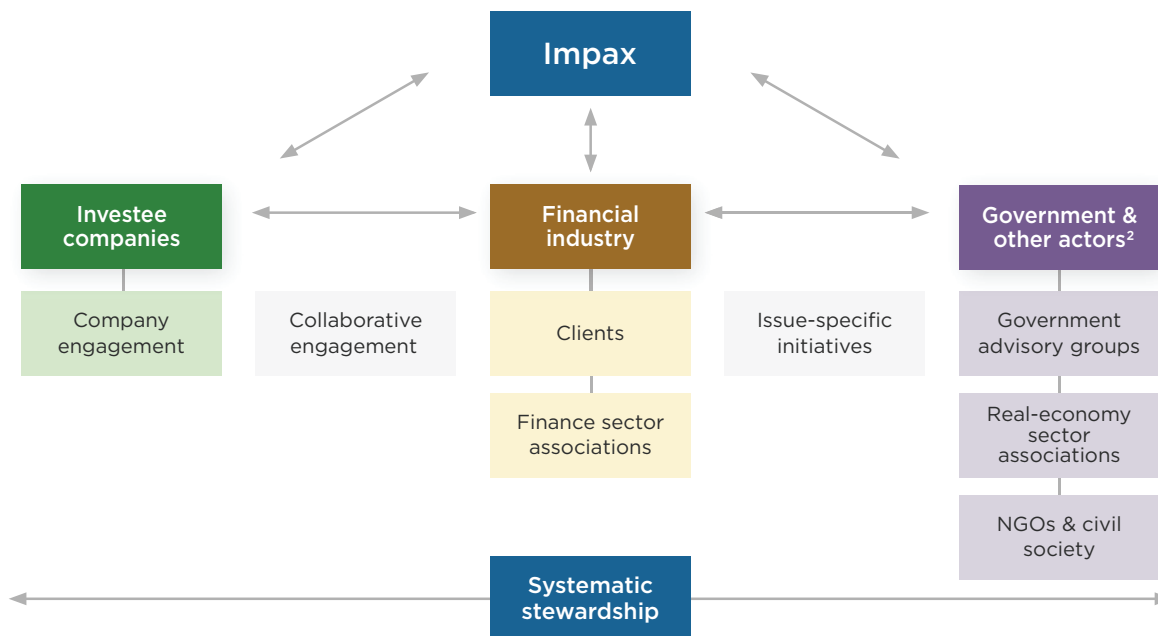 Impax
Investee
companies
Financial
industry
Government &
other actors²
Company
engagement
Collaborative
engagement
Clients
Issue-specific
initiatives
Government
advisory groups
Finance sector
associations
Real-economy
sector
associations
NGOs & civil
society
Systematic
stewardship